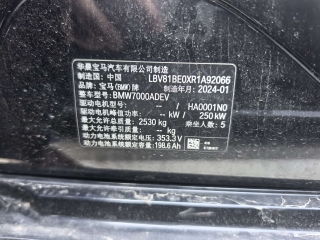 华晨宝马汽车有限公司制造
制造国：中国 LBV81BE0XR1A92066
品牌：宝马(BMW)牌 制造年月：2024-01
整车型号：BMW7000ADEV
驱动电机型号： — / HA0001N0
驱动电机峰值功率： — kW / 250 kW
最大允许总质量：2530 kg 乘坐人数：5
最大允许牵引质量： — kg
动力电池系统额定电压：353.3V
动力电池系统额定容量：198.6Ah